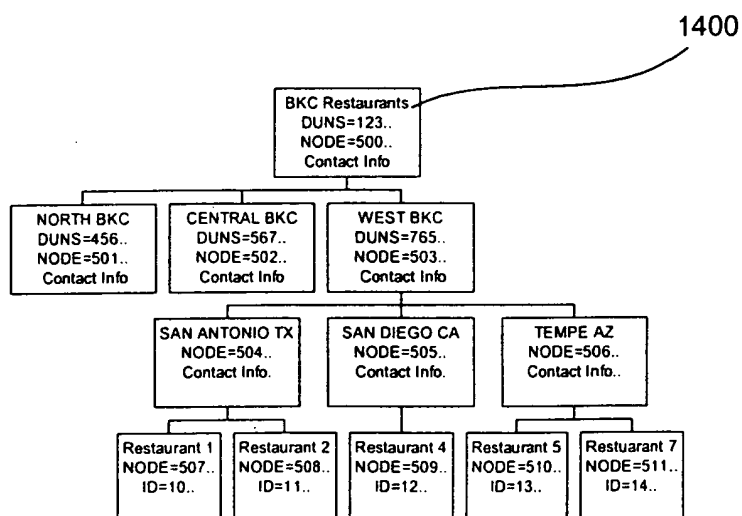 1400
BKC Restaurants
DUNS=123..
NODE=500..
Contact Info
NORTH BKC
DUNS=456..
NODE=501..
Contact Info
CENTRAL BKC
DUNS=567..
NODE=502..
Contact Info
WEST BKC
DUNS=765..
NODE=503..
Contact Info
SAN ANTONIO TX
NODE=504..
Contact Info.
SAN DIEGO CA
NODE=505..
Contact Info.
TEMPE AZ
NODE=506..
Contact Info..
Restaurant 1
NODE=507..
ID=10..
Restaurant 2
NODE=508..
ID=11..
Restaurant 4
NODE=509..
ID=12..
Restaurant 5
NODE=510..
ID=13..
Restuarant 7
NODE=511..
ID=14..